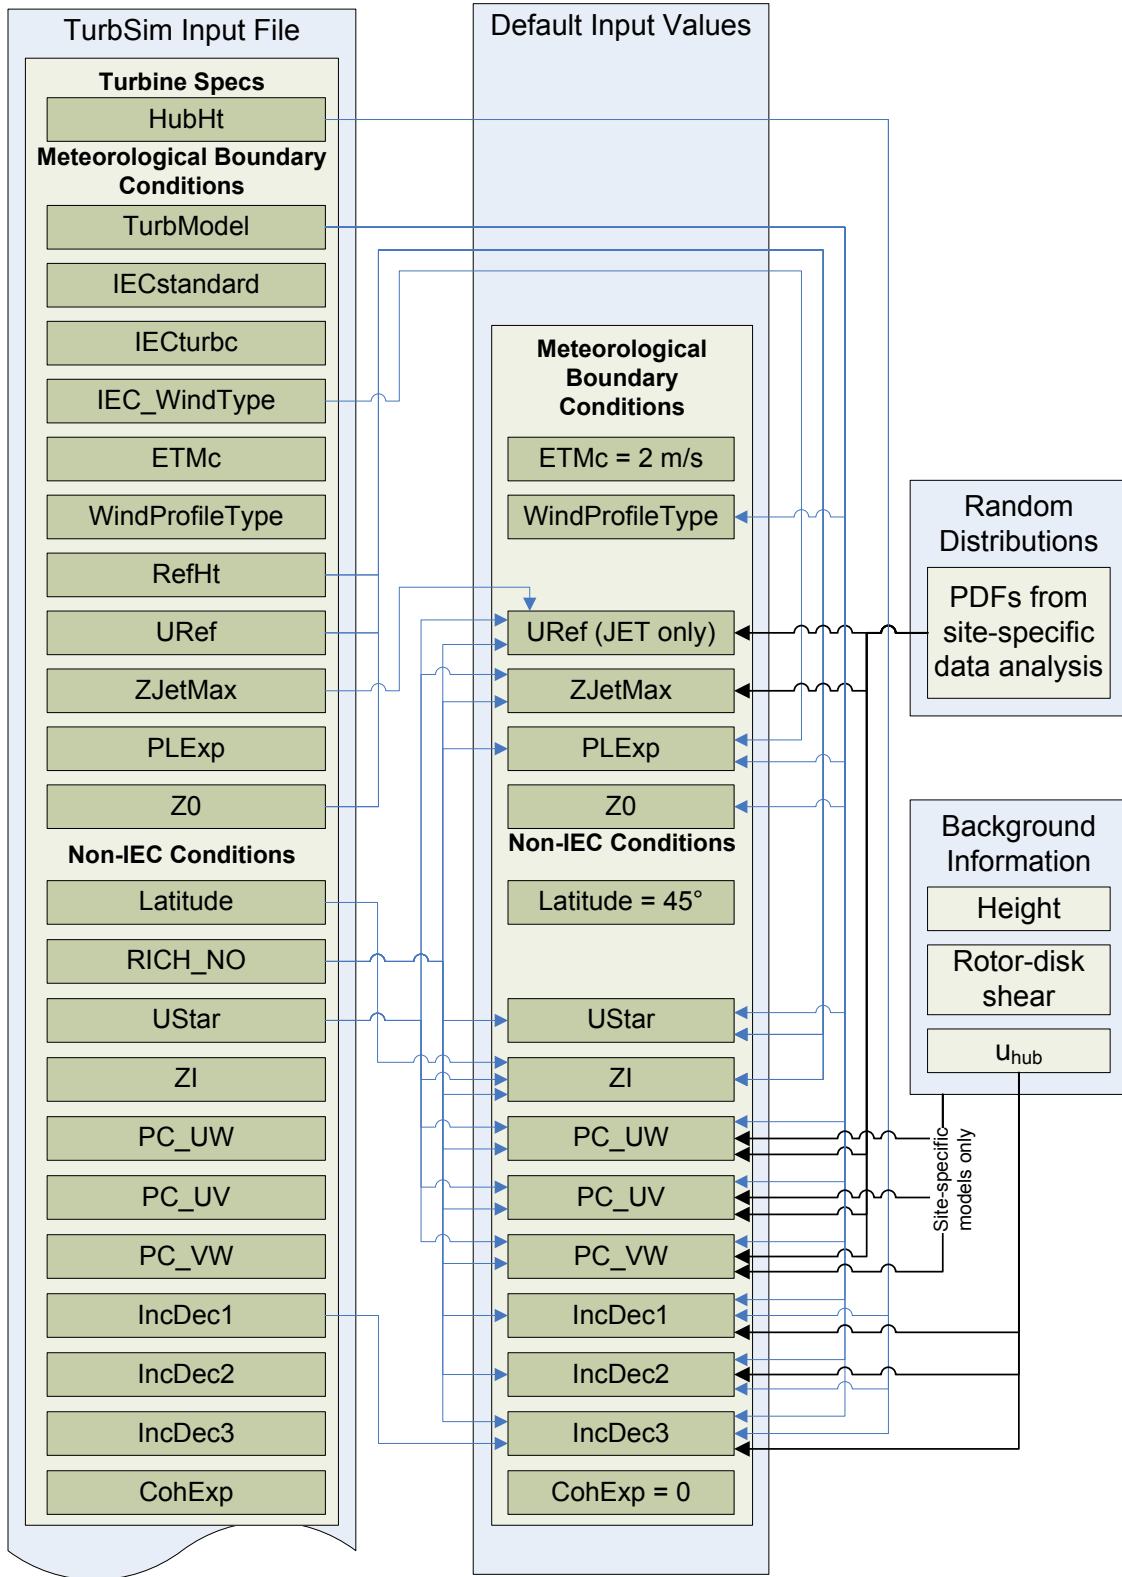 TurbSim Input File
Turbine Specs
HubHt
Meteorological Boundary
Conditions
TurbModel
IECstandard
IECturbc
IEC_WindType
ETMc
WindProfileType
RefHt
URef
ZJetMax
PLExp
Z0
Non-IEC Conditions
Latitude
RICH_NO
UStar
ZI
PC_UW
PC_UV
PC_VW
IncDec1
IncDec2
IncDec3
CohExp
Default Input Values
Meteorological
Boundary
Conditions
ETMc = 2 m/s
WindProfileType
URef (JET only)
ZJetMax
PLExp
Z0
Non-IEC Conditions
Latitude = 45°
UStar
ZI
PC_UW
PC_UV
PC_VW
IncDec1
IncDec2
IncDec3
CohExp = 0
Random
Distributions
PDFs from
site-specific
data analysis
Background
Information
Height
Rotor-disk
shear
u_hub
Site-specific
models only